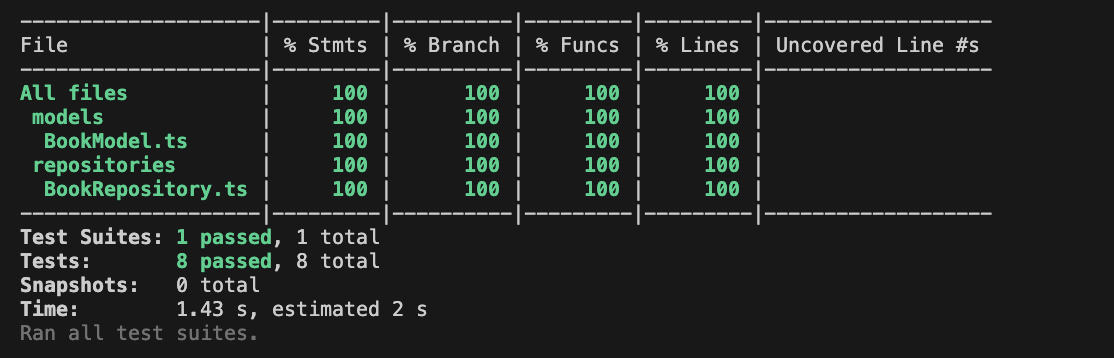 --------------------|---------|----------|---------|---------|-------------------
File                | % Stmts | % Branch | % Funcs | % Lines | Uncovered Line #s
--------------------|---------|----------|---------|---------|-------------------
All files           |     100 |      100 |     100 |     100 |
 models             |     100 |      100 |     100 |     100 |
  BookModel.ts      |     100 |      100 |     100 |     100 |
 repositories       |     100 |      100 |     100 |     100 |
  BookRepository.ts |     100 |      100 |     100 |     100 |
--------------------|---------|----------|---------|---------|-------------------
Test Suites: 1 passed, 1 total
Tests:       8 passed, 8 total
Snapshots:   0 total
Time:        1.43 s, estimated 2 s
Ran all test suites.